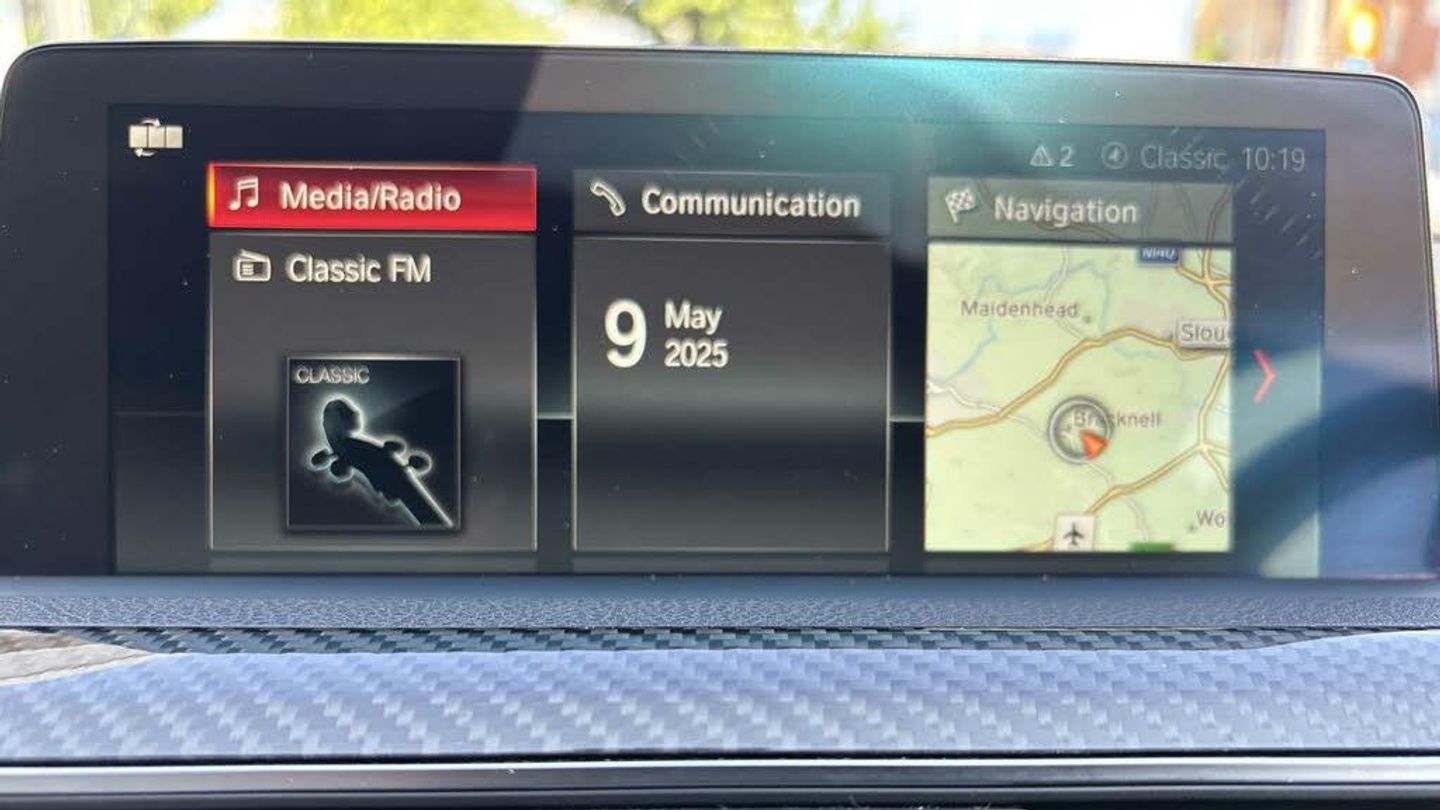 2 Classic 10:19
Media/Radio
Communication
Navigation
Classic FM
CLASSIC
9 May
2025
M40
Maidenhead
Slou
Bracknell
Wo